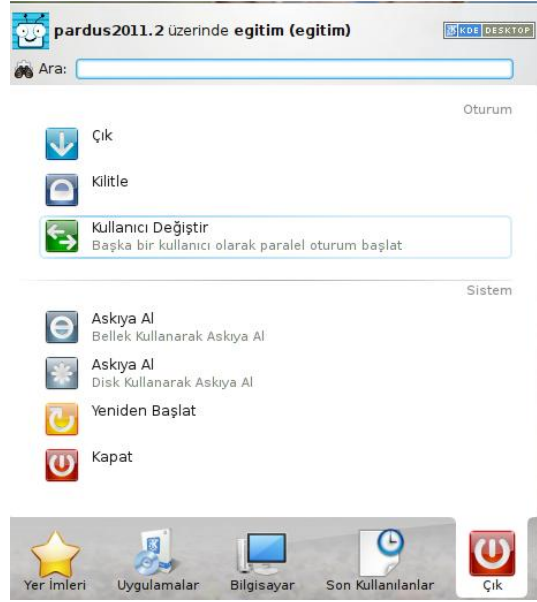 pardus2011.2 üzerinde egitim (egitim)
KDE DESKTOP
Ara:
Oturum
Çık
Kilitle
Kullanıcı Değiştir
Başka bir kullanıcı olarak paralel oturum başlat
Sistem
Askıya Al
Bellek Kullanarak Askıya Al
Askıya Al
Disk Kullanarak Askıya Al
Yeniden Başlat
Kapat
Yer İmleri Uygulamalar Bilgisayar Son Kullanılanlar Çık